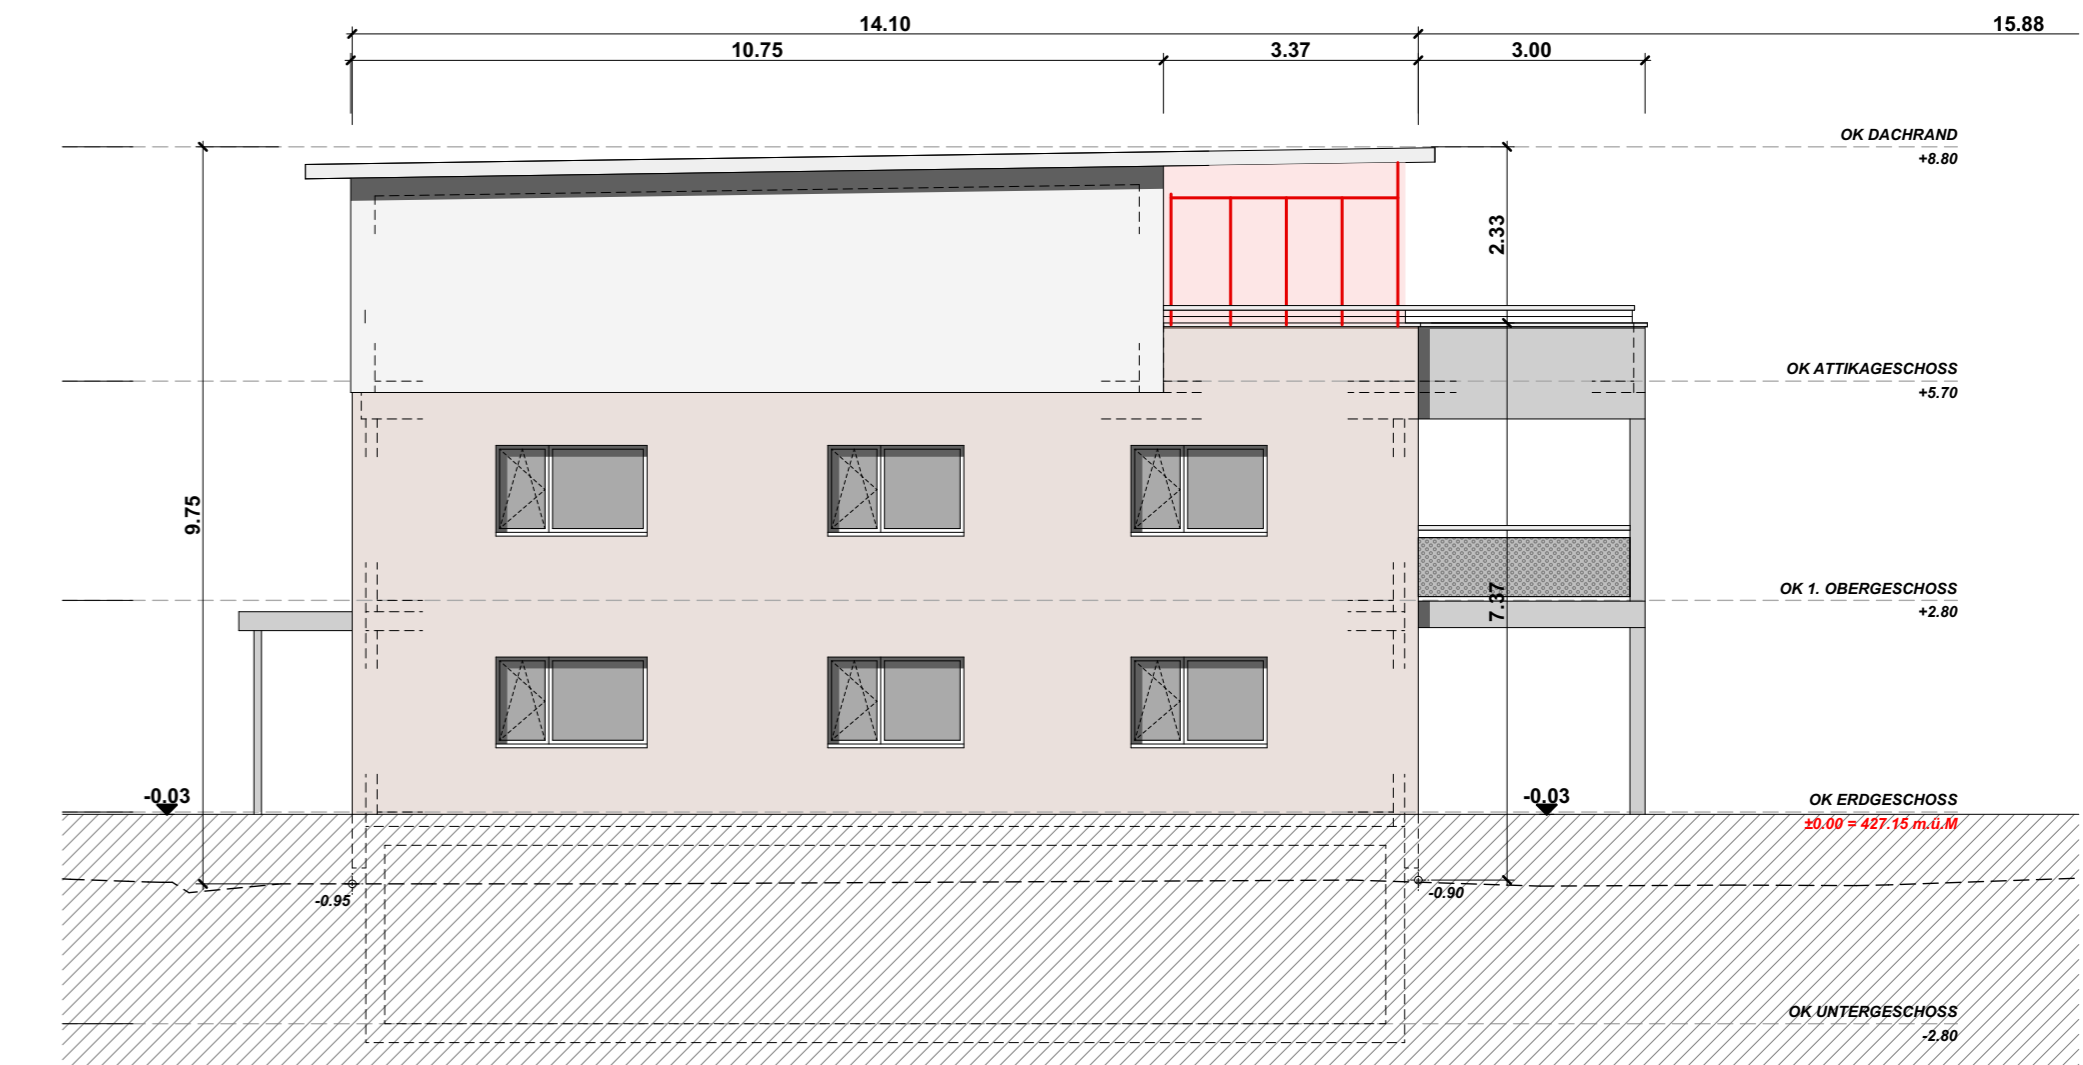 14.10
15.88
10.75
3.37
3.00
OK DACHRAND
+8.80
2.33
OK ATTIKAGESCHOSS
+5.70
9.75
OK 1. OBERGESCHOSS
+2.80
7.37
-0.03
-0.03
OK ERDGESCHOSS
±0.00 = 427.15 m.ü.M
-0.95
-0.90
OK UNTERGESCHOSS
-2.80